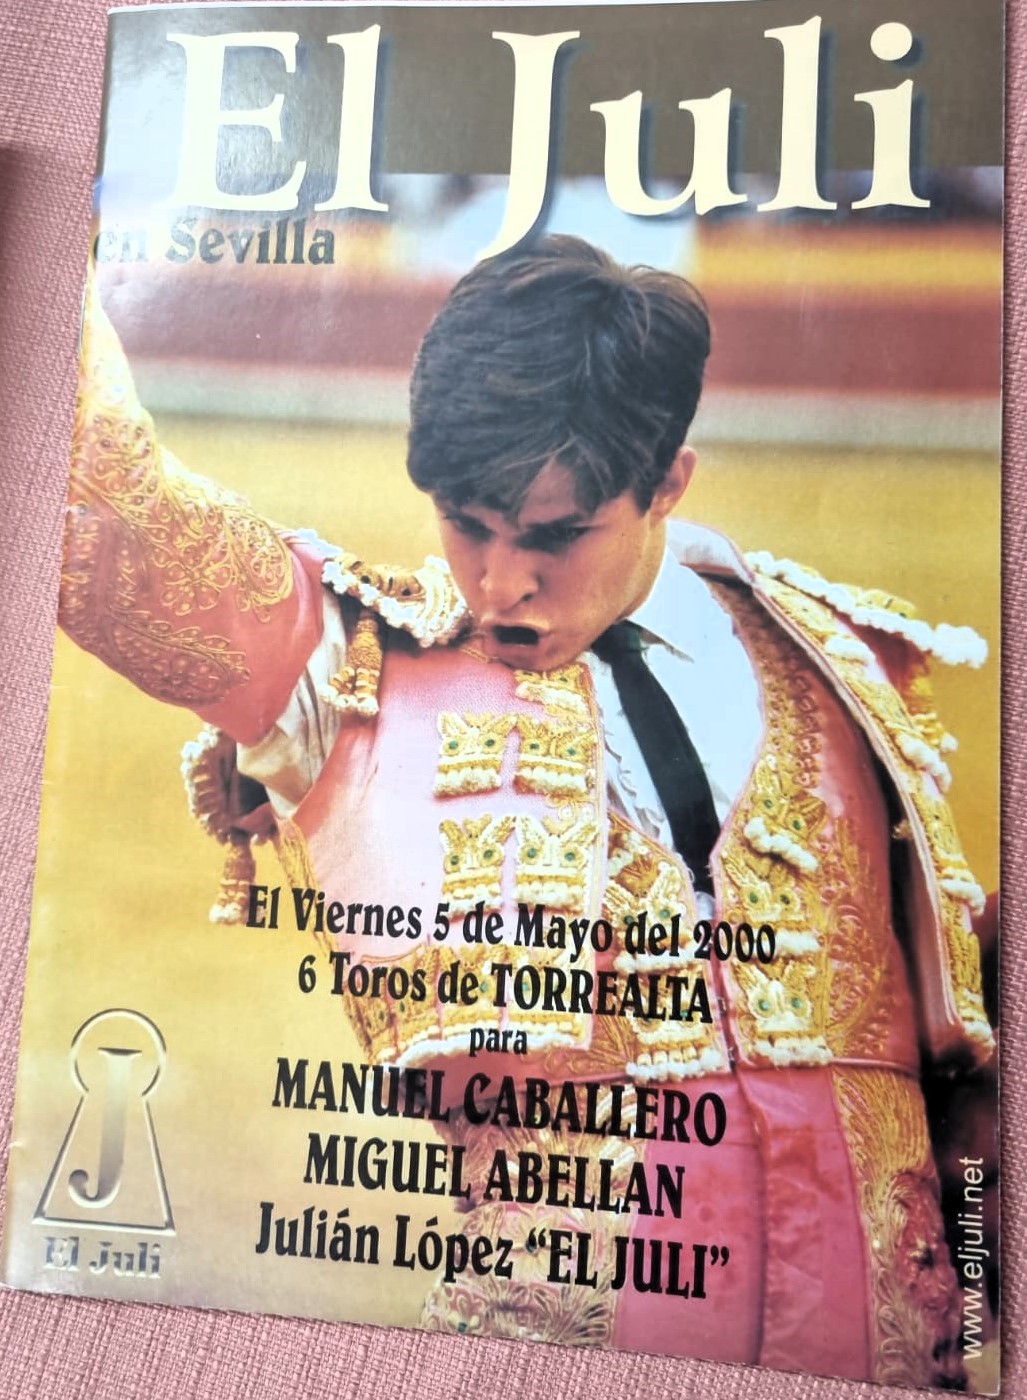 El Juli
en Sevilla
El Viernes 5 de Mayo del 2000
6 Toros de TORREALTA
para
MANUEL CABALLERO
MIGUEL ABELLAN
Julián López “EL JULI”
J
El Juli
www.eljuli.net